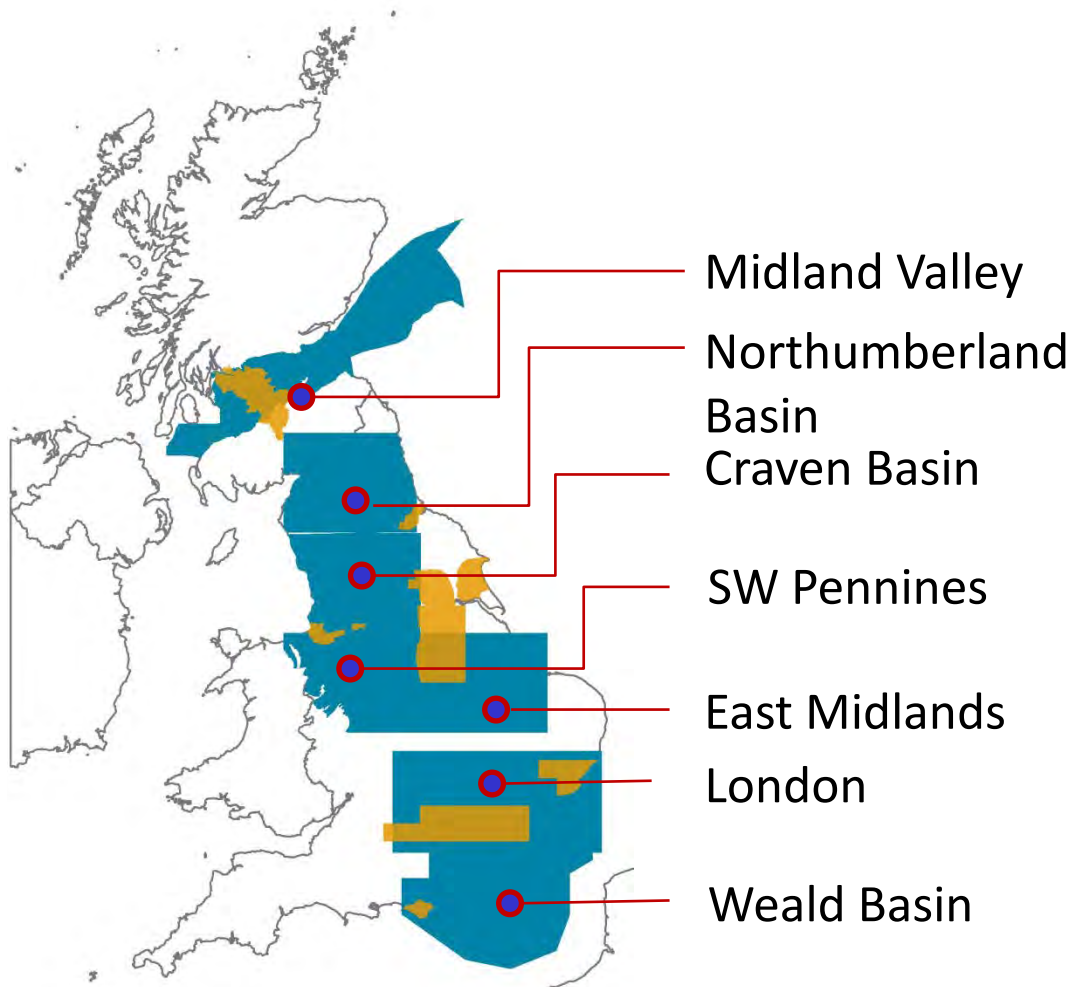 Midland Valley
Northumberland
Basin
Craven Basin
SW Pennines
East Midlands
London
Weald Basin